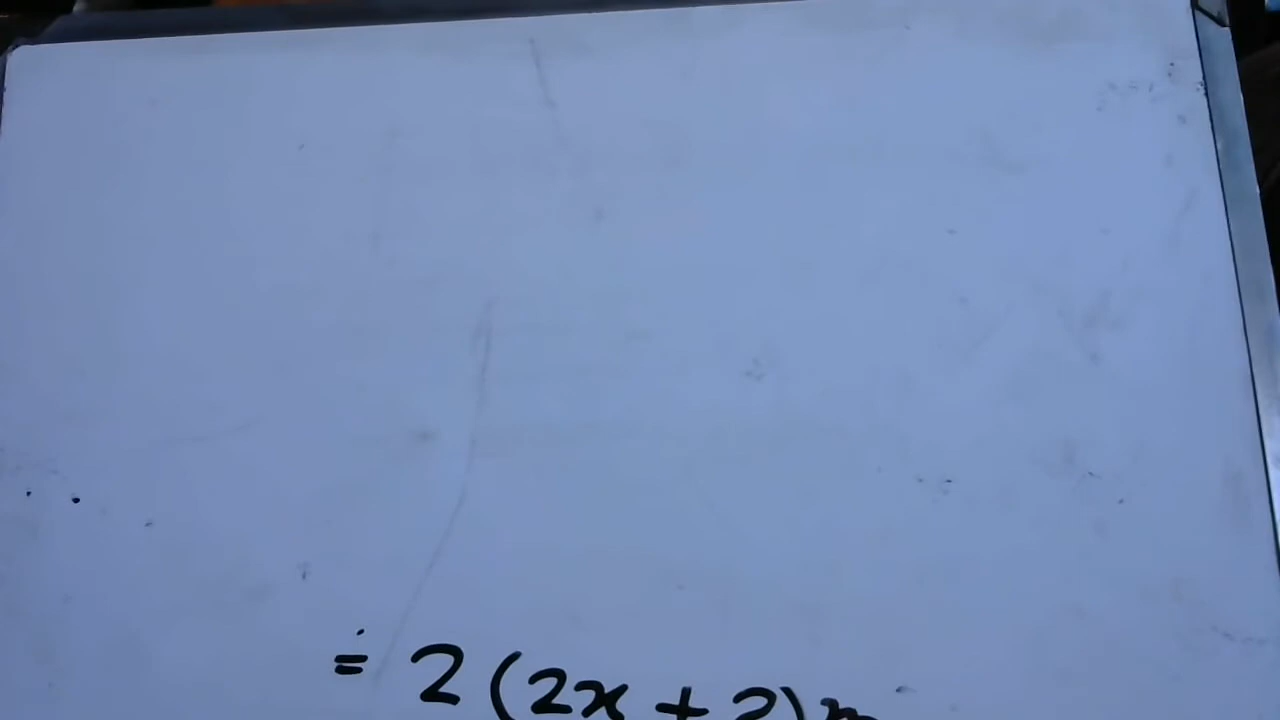 = 2 (2x + 2) m